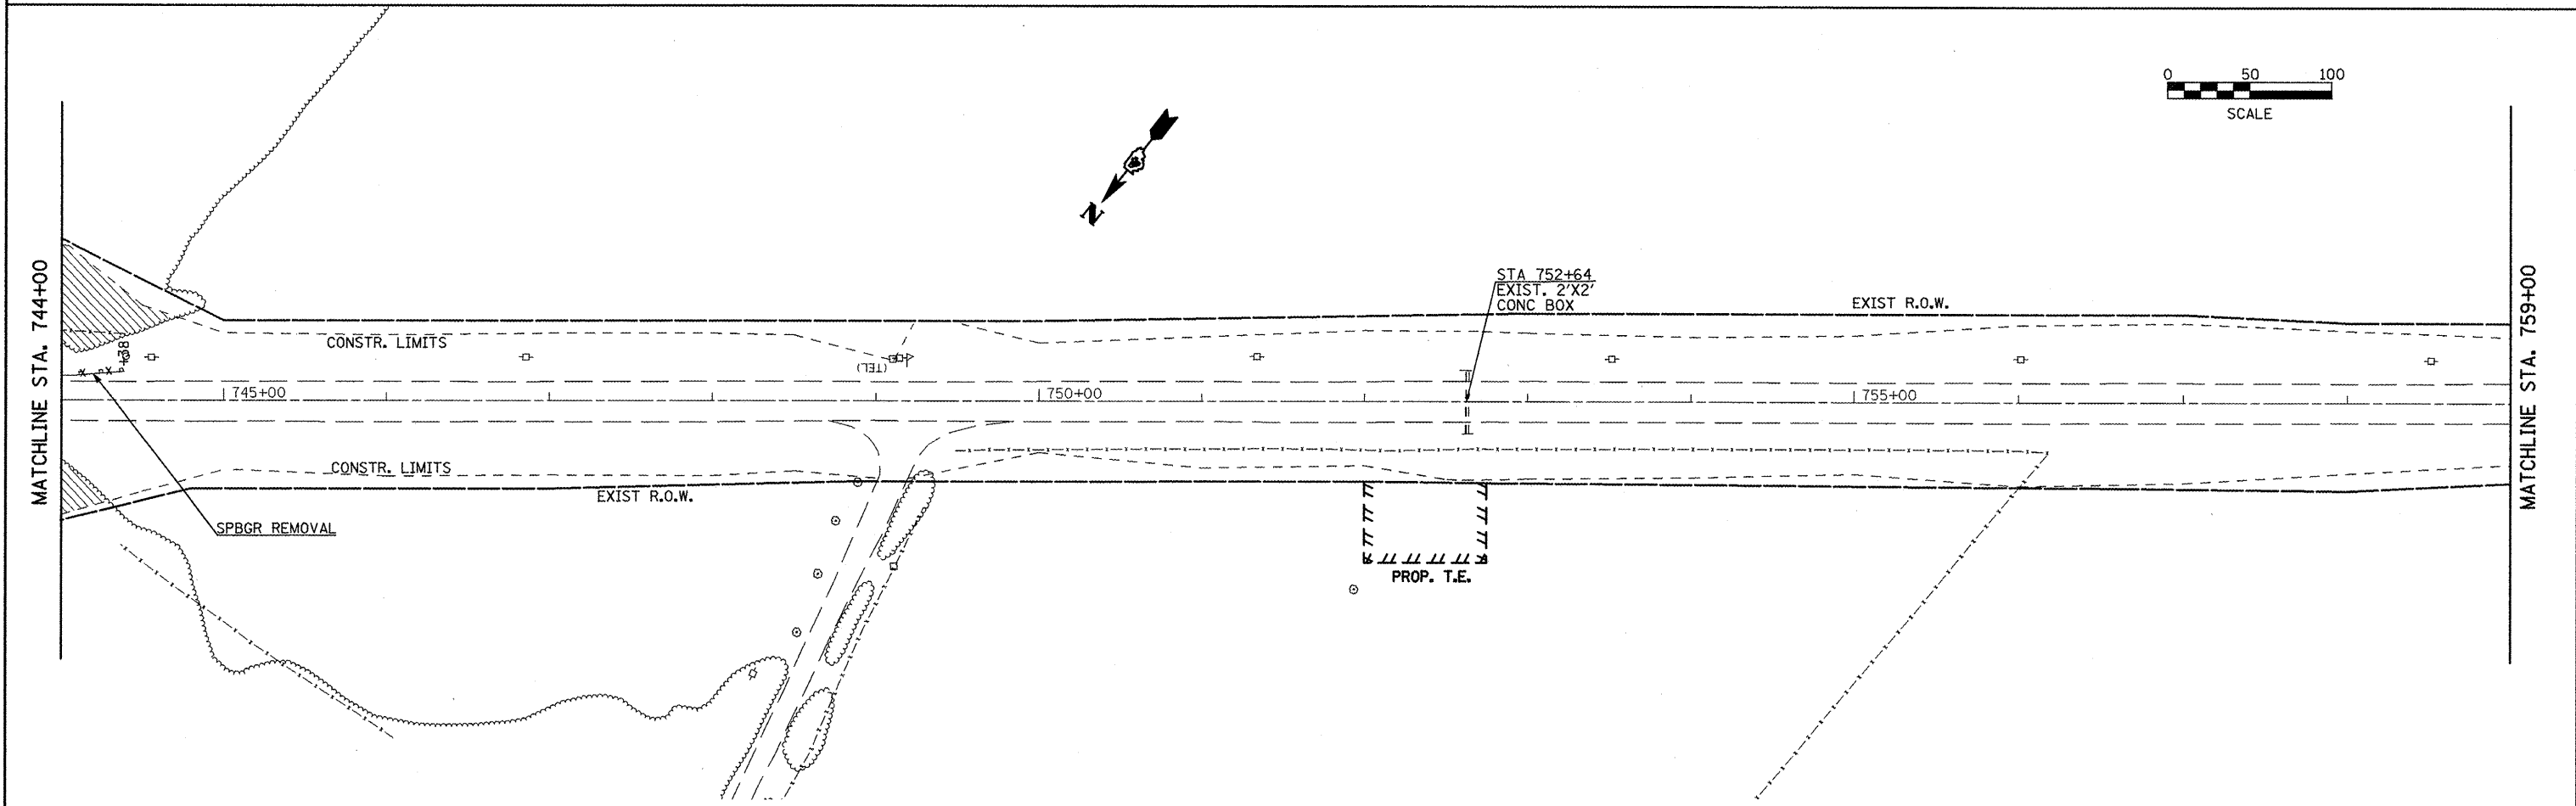 0 50 100
SCALE
N
MATCHLINE STA. 744+00
MATCHLINE STA. 759+00
STA 752+64
EXIST. 2'X2'
CONC BOX
EXIST R.O.W.
CONSTR. LIMITS
+38
(TEL)
745+00
750+00
755+00
CONSTR. LIMITS
EXIST R.O.W.
SPBGR REMOVAL
PROP. T.E.